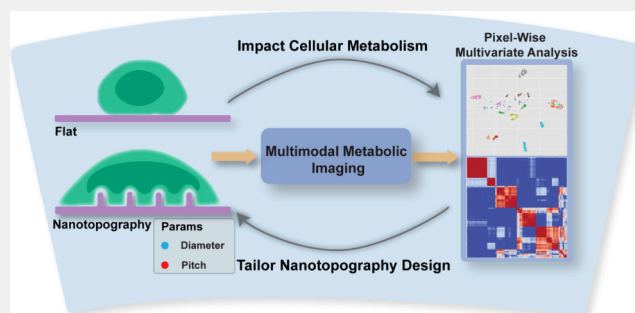 Impact Cellular Metabolism
Pixel-Wise
Multivariate Analysis
Flat
Multimodal Metabolic
Imaging
Nanotopography
Params
Diameter
Pitch
Tailor Nanotopography Design